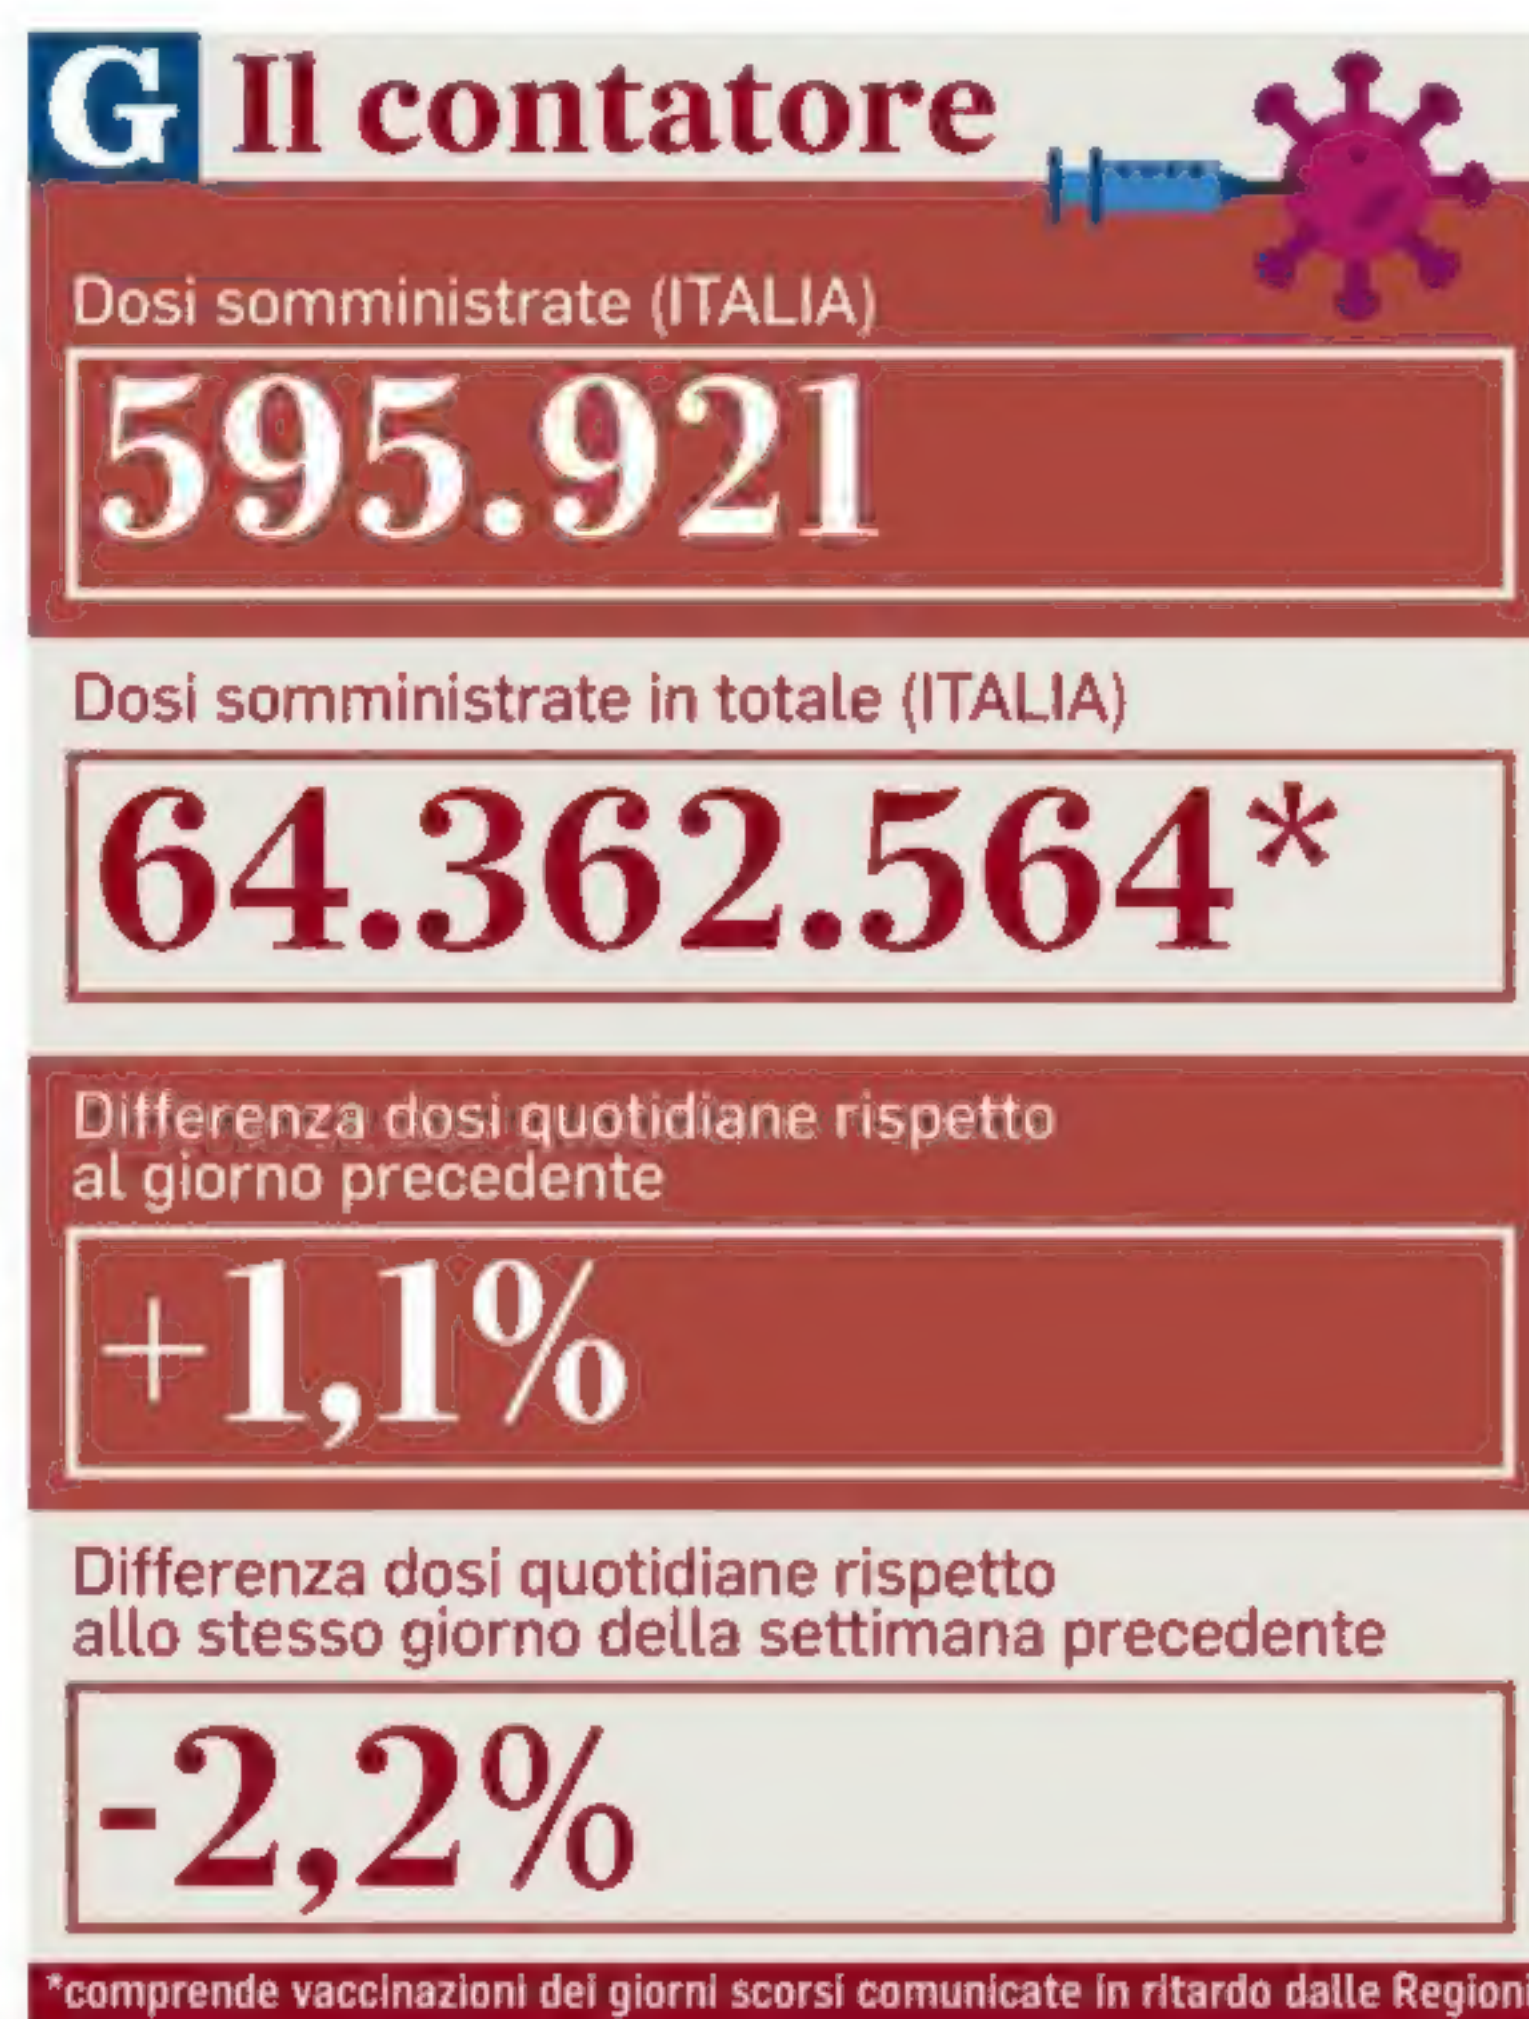 G Il contatore
Dosi somministrate (ITALIA)
595.921
Dosi somministrate in totale (ITALIA)
64.362.564*
Differenza dosi quotidiane rispetto
al giorno precedente
+1,1%
Differenza dosi quotidiane rispetto
allo stesso giorno della settimana precedente
-2,2%
*comprende vaccinazioni dei giorni scorsi comunicate in ritardo dalle Regioni